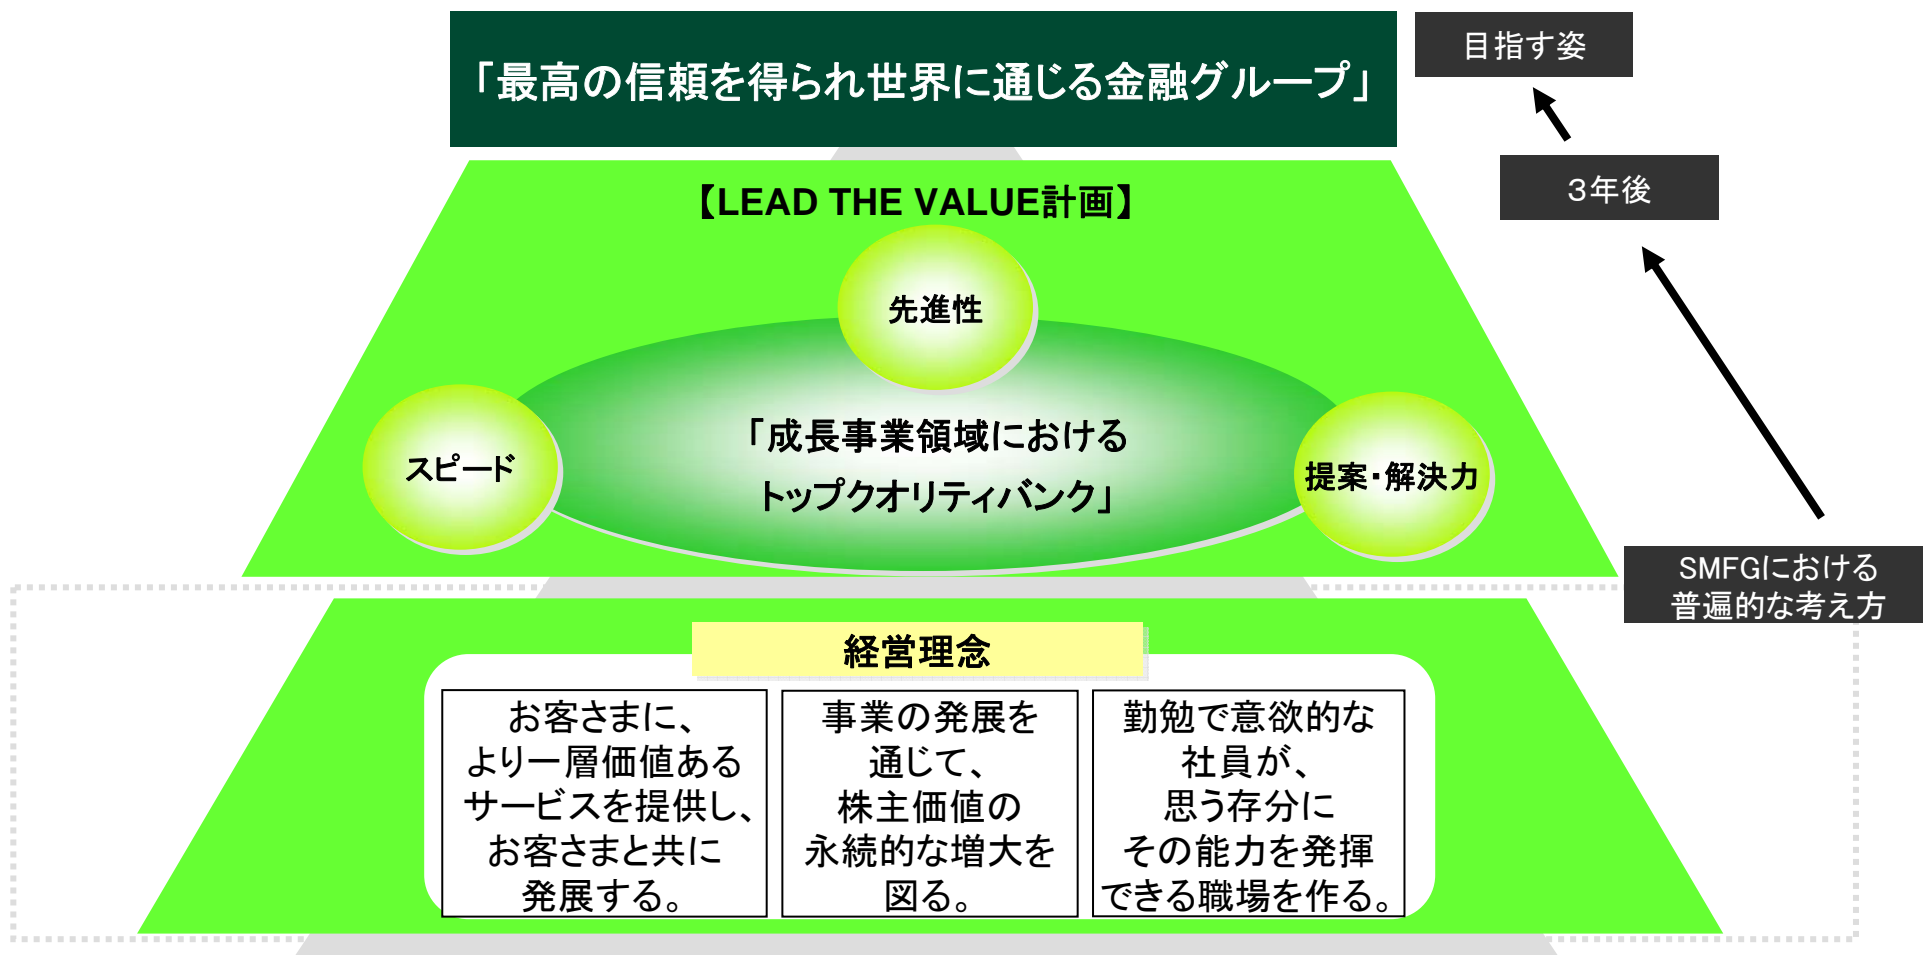 「最高の信頼を得られ世界に通じる金融グループ」
目指す姿
3年後
【LEAD THE VALUE計画】
先進性
スピード
「成長事業領域における
トップクオリティバンク」
提案・解決力
SMFGにおける
普遍的な考え方
経営理念
お客さまに、
より一層価値ある
サービスを提供し、
お客さまと共に
発展する。
事業の発展を
通じて、
株主価値の
永続的な増大を
図る。
勤勉で意欲的な
社員が、
思う存分に
その能力を発揮
できる職場を作る。